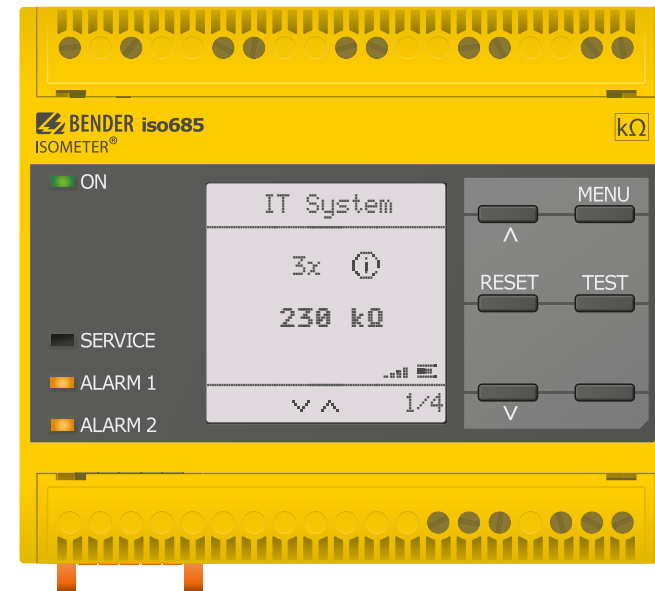 BENDER iso685
ISOMETER®
kΩ
ON
SERVICE
ALARM 1
ALARM 2
IT System
3x
230 kΩ
1/4
MENU
RESET
TEST